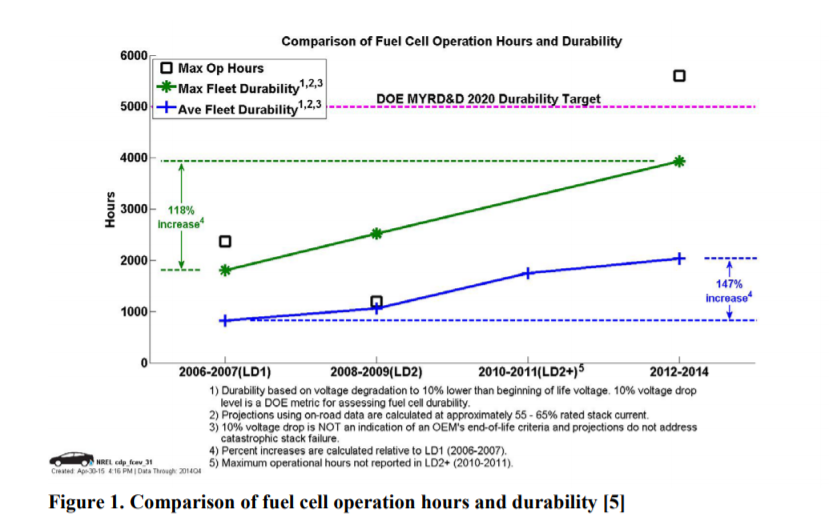 Comparison of Fuel Cell Operation Hours and Durability
6000
Max Op Hours
Max Fleet Durability1,2,3
5000
DOE MYRD&D 2020 Durability Target
Ave Fleet Durability1,2,3
4000
118%
increase4
Hours
3000
2000
147%
increase4
1000
0
2006-2007(LD1) 2008-2009(LD2) 2010-2011(LD2+)5 2012-2014
1) Durability based on voltage degradation to 10% lower than beginning of life voltage. 10% voltage drop
level is a DOE metric for assessing fuel cell durability.
2) Projections using on-road data are calculated at approximately 55 - 65% rated stack current.
3) 10% voltage drop is NOT an indication of an OEM's end-of-life criteria and projections do not address
catastrophic stack failure.
4) Percent increases are calculated relative to LD1 (2006-2007).
5) Maximum operational hours not reported in LD2+ (2010-2011).
NREL cdp_fcev_31
Created: Apr-30-15 4:16 PM | Data Through: 2014Q4
Figure 1. Comparison of fuel cell operation hours and durability [5]